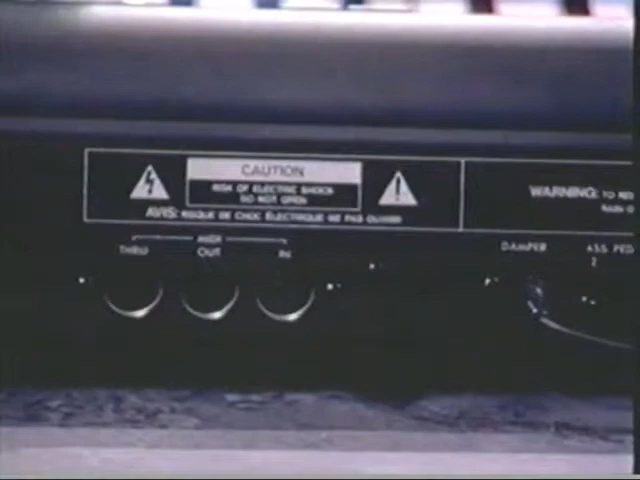 CAUTION
RISK OF ELECTRIC SHOCK
DO NOT OPEN
AVIS: RISQUE DE CHOC ÉLECTRIQUE-NE PAS OUVRIR
WARNING: TO RE
RAIN O
MIDI
THRU OUT IN
DAMPER ASS PED
2